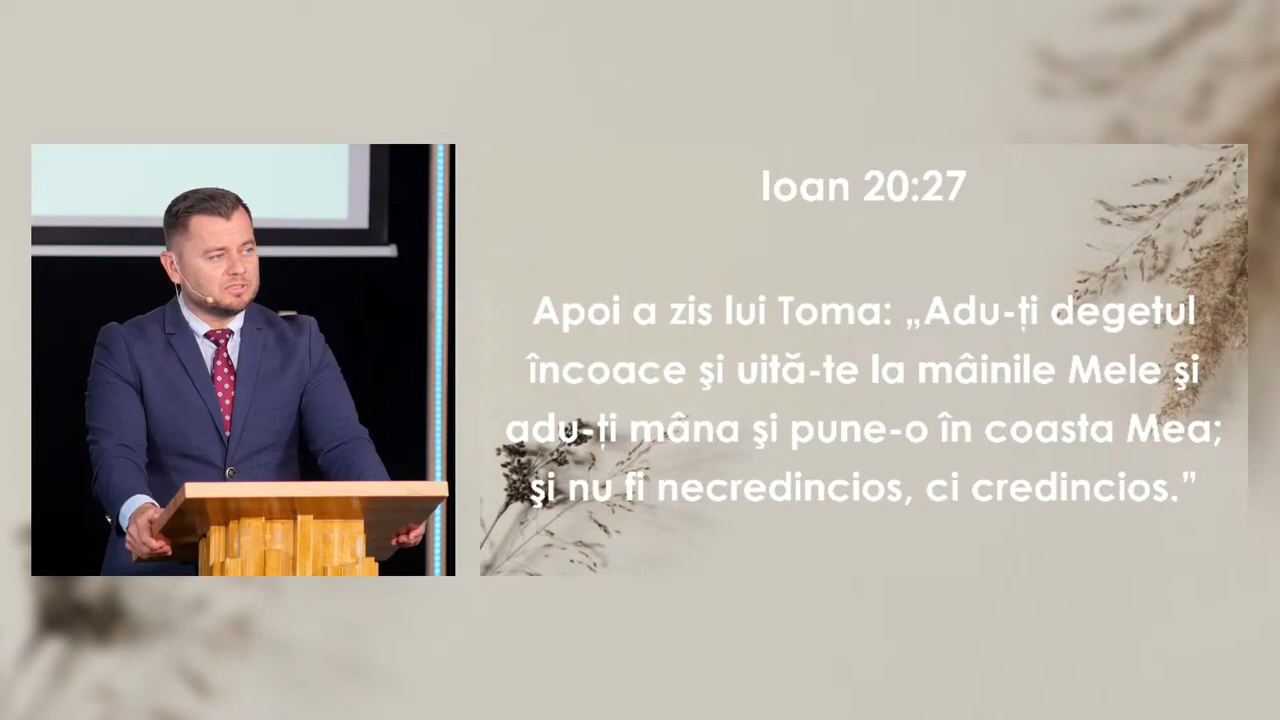 Ioan 20:27
Apoi a zis lui Toma: „Adu-ți degetul
încoace şi uită-te la mâinile Mele şi
adu-ți mâna şi pune-o în coasta Mea;
şi nu fi necredincios, ci credincios.”